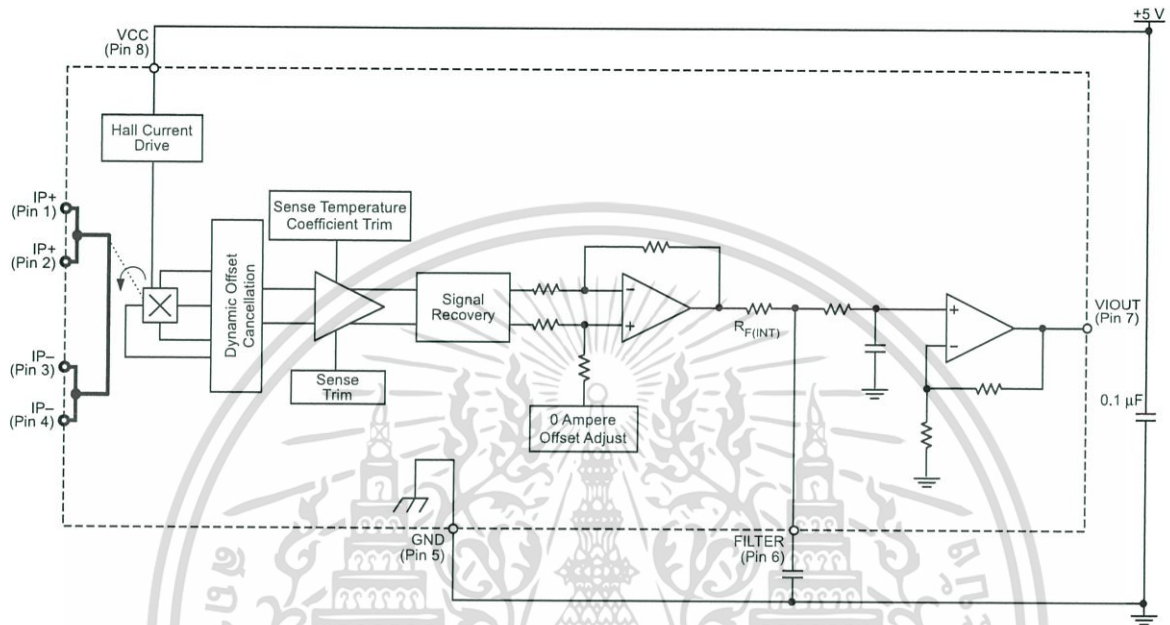 +5 V
VCC
(Pin 8)
Hall Current
Drive
IP+
(Pin 1)
IP+
(Pin 2)
IP−
(Pin 3)
IP−
(Pin 4)
Dynamic Offset
Cancellation
Sense Temperature
Coefficient Trim
Sense
Trim
Signal
Recovery
0 Ampere
Offset Adjust
−
+
RF(INT)
+
−
VIOUT
(Pin 7)
0.1 µF
GND
(Pin 5)
FILTER
(Pin 6)